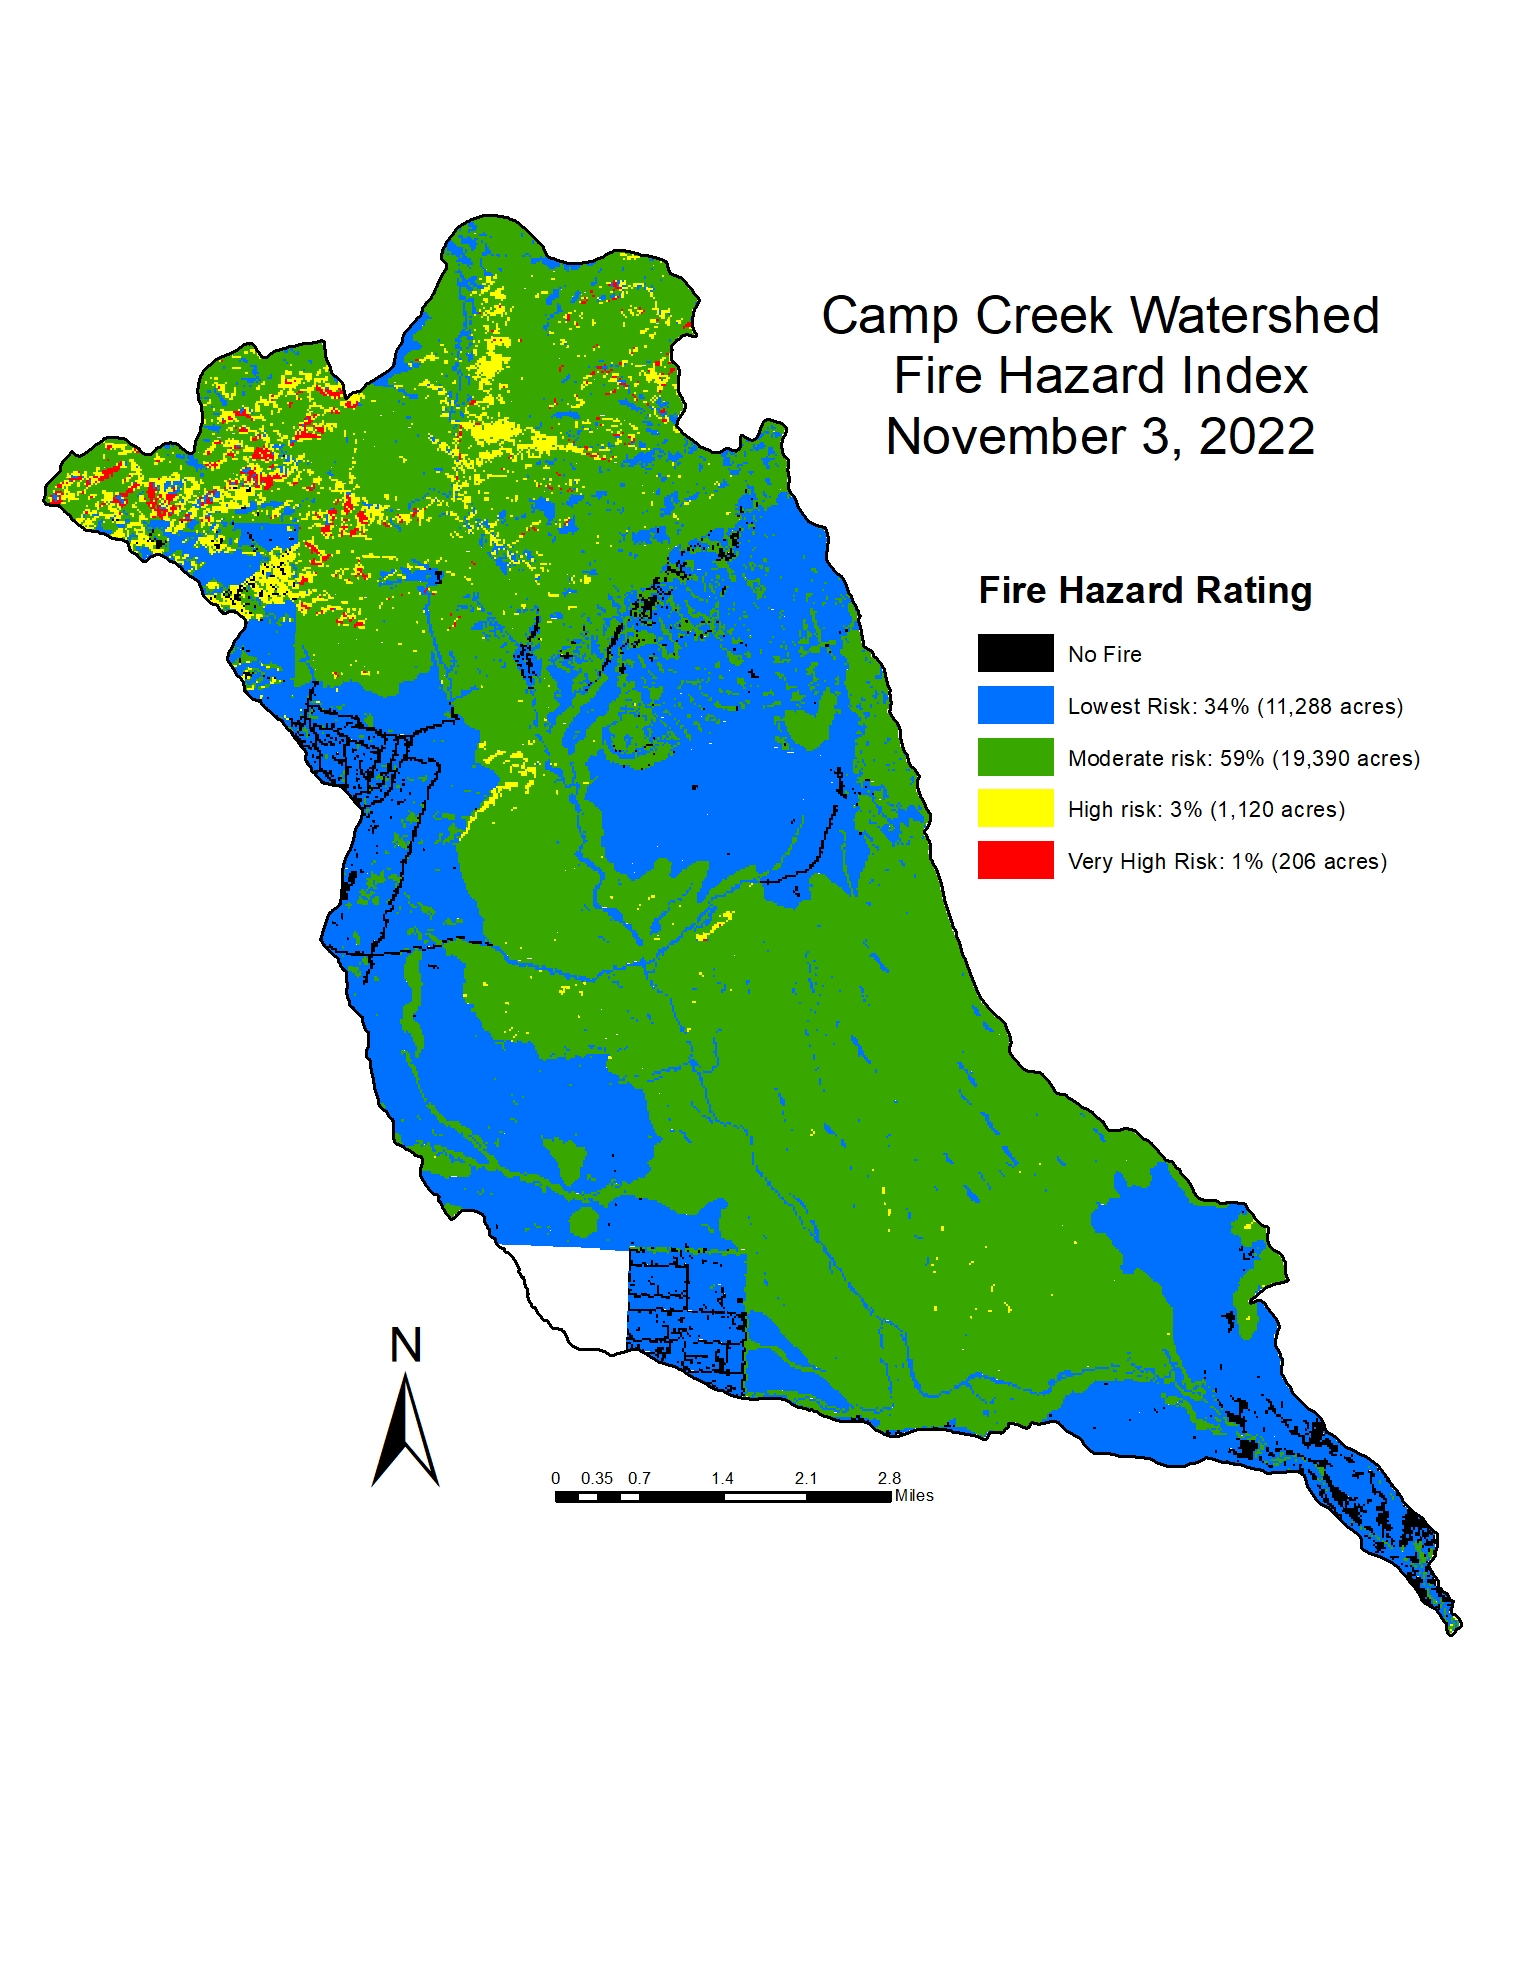 Camp Creek Watershed
Fire Hazard Index
November 3, 2022
Fire Hazard Rating
No Fire
Lowest Risk: 34% (11,288 acres)
Moderate risk: 59% (19,390 acres)
High risk: 3% (1,120 acres)
Very High Risk: 1% (206 acres)
N
0 0.35 0.7 1.4 2.1 2.8
Miles